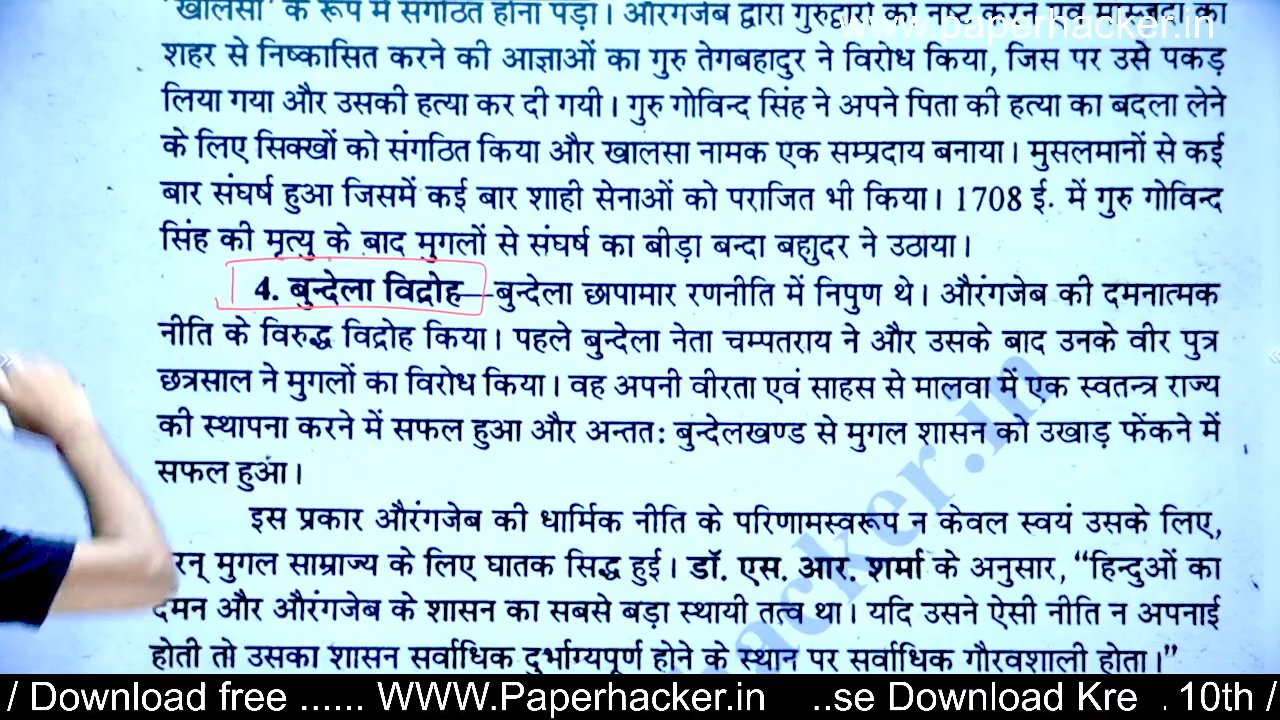 'खालसा' के रूप में संगठित होना पड़ा। औरंगजेब द्वारा गुरुद्वारों को नष्ट करने एवं का
www.paperhacker.in
शहर से निष्कासित करने की आज्ञाओं का गुरु तेगबहादुर ने विरोध किया, जिस पर उसे पकड़
लिया गया और उसकी हत्या कर दी गयी। गुरु गोविन्द सिंह ने अपने पिता की हत्या का बदला लेने
के लिए सिक्खों को संगठित किया और खालसा नामक एक सम्प्रदाय बनाया। मुसलमानों से कई
बार संघर्ष हुआ जिसमें कई बार शाही सेनाओं को पराजित भी किया। 1708 ई. में गुरु गोविन्द
सिंह की मृत्यु के बाद मुगलों से संघर्ष का बीड़ा बन्दा ने उठाया।
4. बुन्देला विद्रोह—बुन्देला छापामार रणनीति में निपुण थे। औरंगजेब की दमनात्मक
नीति के विरुद्ध विद्रोह किया। पहले बुन्देला नेता चम्पतराय ने और उसके बाद उनके वीर पुत्र
छत्रसाल ने मुगलों का विरोध किया। वह अपनी वीरता एवं साहस से मालवा में एक स्वतन्त्र राज्य
की स्थापना करने में सफल हुआ और अन्ततः बुन्देलखण्ड से मुगल शासन को उखाड़ फेंकने में
सफल हुआ।
इस प्रकार औरंगजेब की धार्मिक नीति के परिणामस्वरूप न केवल स्वयं उसके लिए,
रन् मुगल साम्राज्य के लिए घातक सिद्ध हुई। डॉ. एस. आर. शर्मा के अनुसार, “हिन्दुओं का
दमन और औरंगजेब के शासन का सबसे बड़ा स्थायी तत्व था। यदि उसने ऐसी नीति न अपनाई
होती तो उसका शासन सर्वाधिक दुर्भाग्यपूर्ण होने के स्थान पर सर्वाधिक गौरवशाली होता।”
hacker.in
/ Download free ...... WWW.Paperhacker.in ..se Download Kre . 10th /